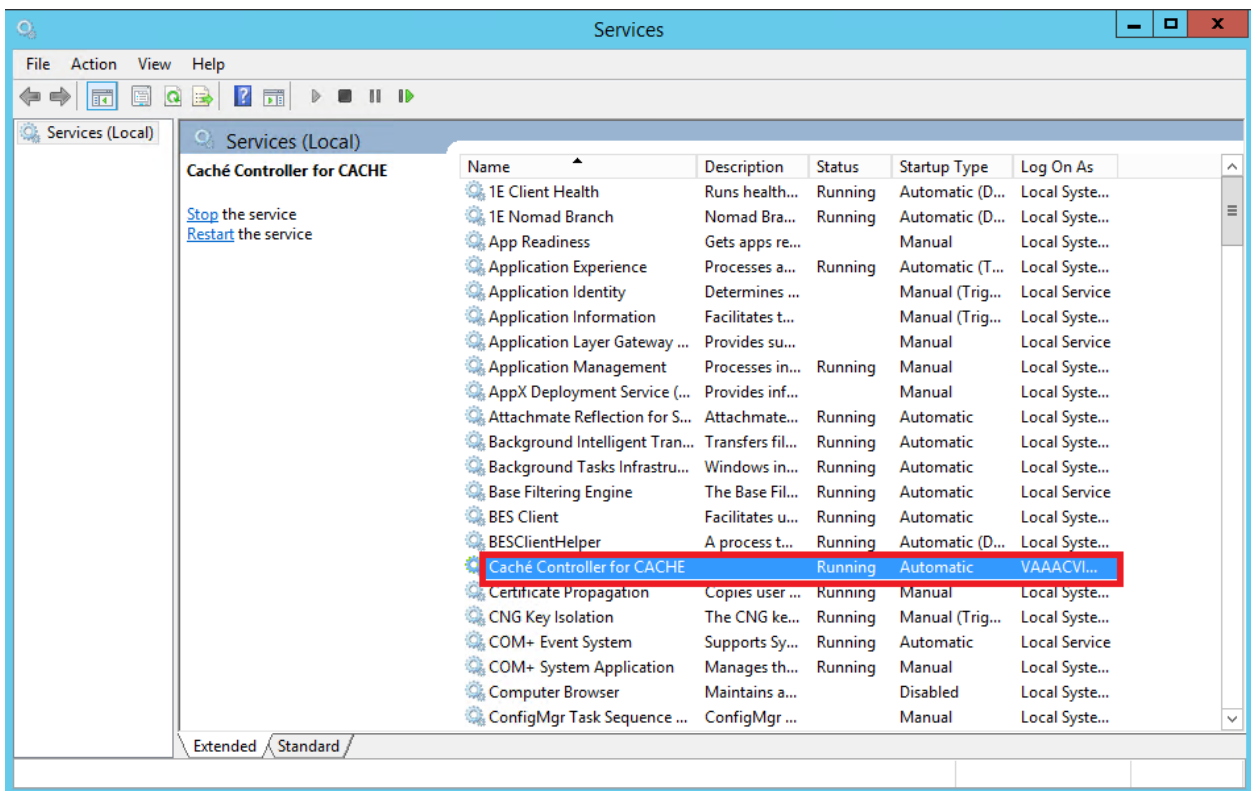 Services
File Action View Help
Services (Local)
Services (Local)
Caché Controller for CACHE
Stop the service
Restart the service
Name Description Status Startup Type Log On As
1E Client Health Runs health... Running Automatic (D... Local Syste...
1E Nomad Branch Nomad Bra... Running Automatic (D... Local Syste...
App Readiness Gets apps re... Manual Local Syste...
Application Experience Processes a... Running Automatic (T... Local Syste...
Application Identity Determines ... Manual (Trig... Local Service
Application Information Facilitates t... Manual (Trig... Local Syste...
Application Layer Gateway ... Provides su... Manual Local Service
Application Management Processes in... Running Manual Local Syste...
AppX Deployment Service (... Provides inf... Manual Local Syste...
Attachmate Reflection for S... Attachmate... Running Automatic Local Syste...
Background Intelligent Tran... Transfers fil... Running Automatic Local Syste...
Background Tasks Infrastru... Windows in... Running Automatic Local Syste...
Base Filtering Engine The Base Fil... Running Automatic Local Service
BES Client Facilitates u... Running Automatic Local Syste...
BESClientHelper A process t... Running Automatic (D... Local Syste...
Caché Controller for CACHE Running Automatic VAAACVI...
Certificate Propagation Copies user ... Running Manual Local Syste...
CNG Key Isolation The CNG ke... Running Manual (Trig... Local Syste...
COM+ Event System Supports Sy... Running Automatic Local Service
COM+ System Application Manages th... Running Manual Local Syste...
Computer Browser Maintains a... Disabled Local Syste...
ConfigMgr Task Sequence ... ConfigMgr ... Manual Local Syste...
Extended Standard